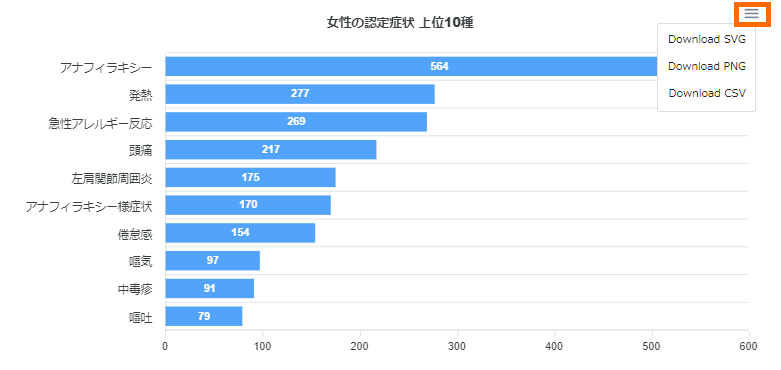 女性の認定症状 上位10種
Download SVG
Download PNG
Download CSV
アナフィラキシー 564
発熱 277
急性アレルギー反応 269
頭痛 217
左肩関節周囲炎 175
アナフィラキシー様症状 170
倦怠感 154
嘔気 97
中毒疹 91
嘔吐 79
0 100 200 300 400 500 600